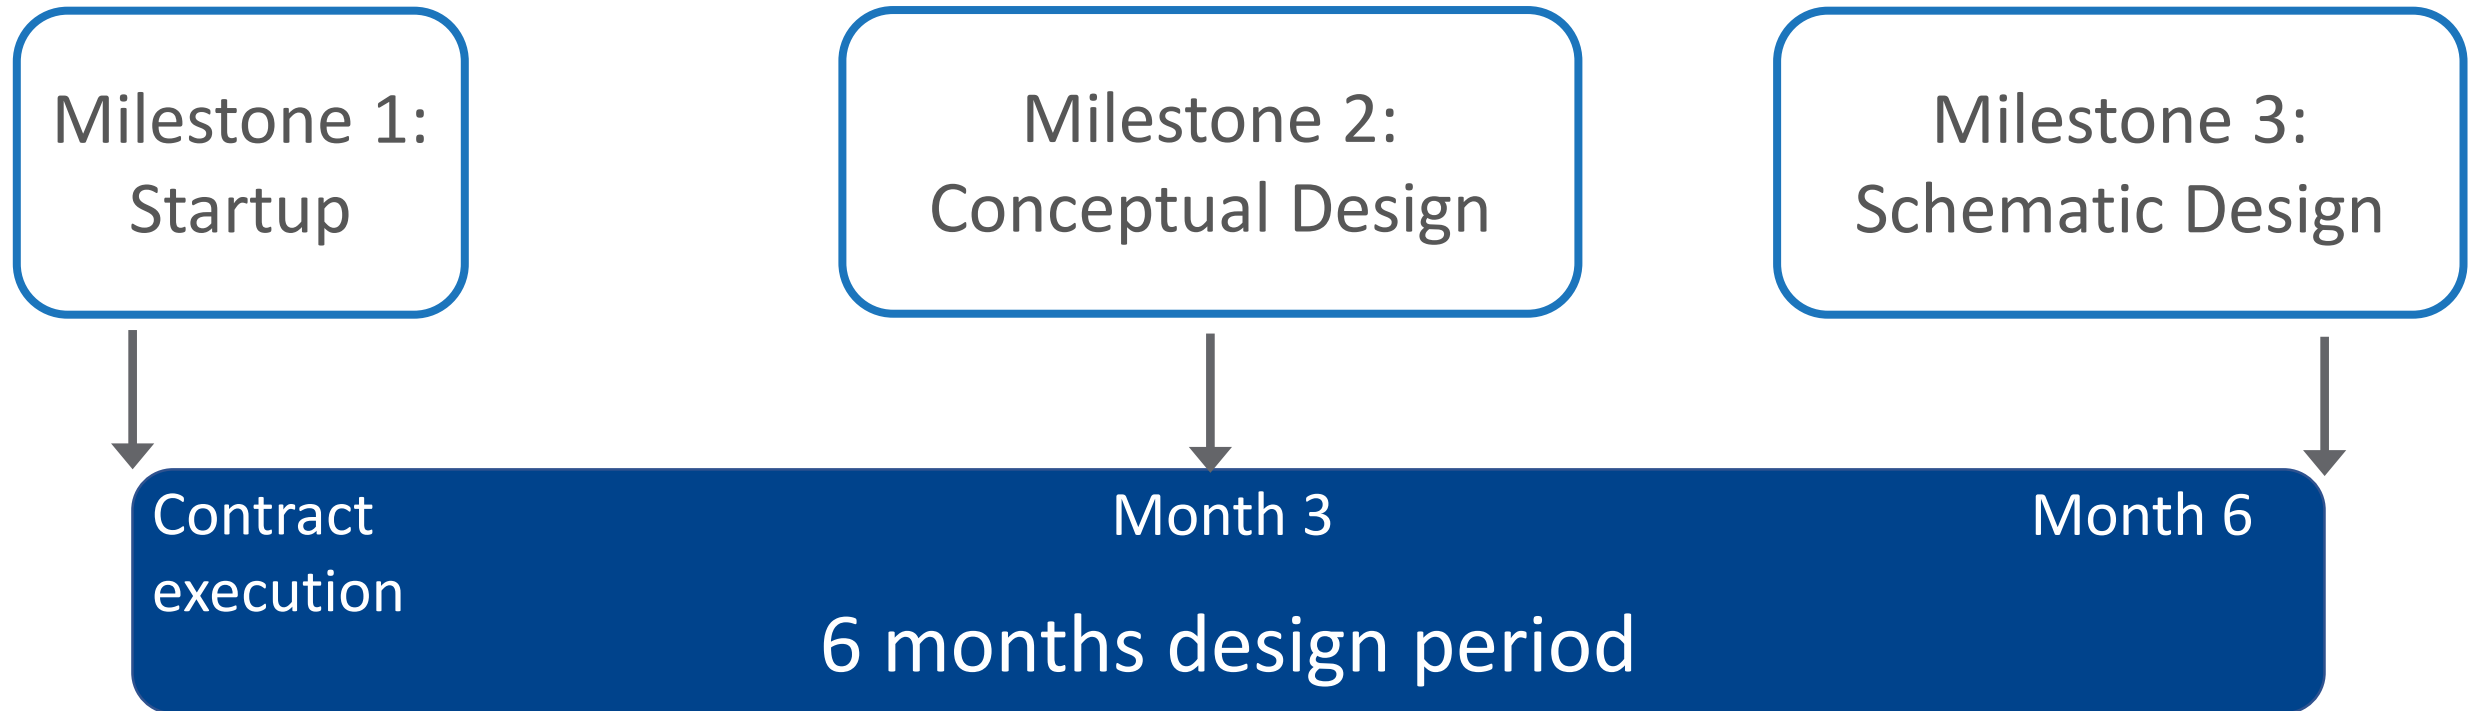 Milestone 1:
Startup
Milestone 2:
Conceptual Design
Milestone 3:
Schematic Design
Contract
execution
Month 3
Month 6
6 months design period